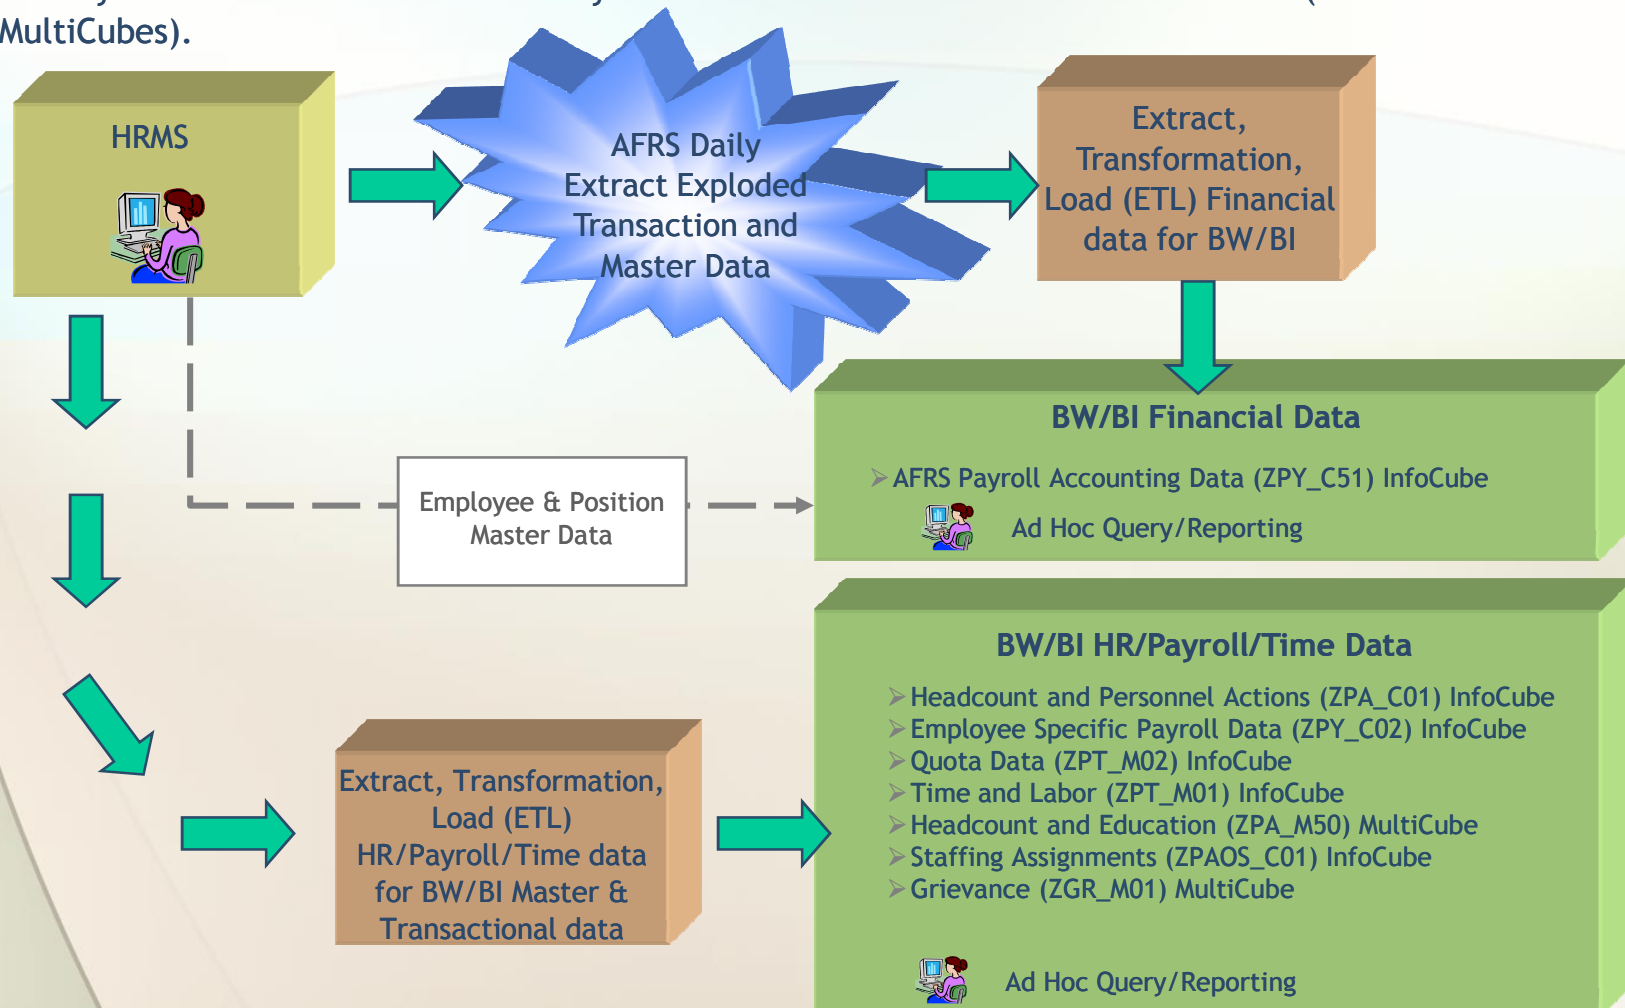 MultiCubes).
HRMS
AFRS Daily
Extract Exploded
Transaction and
Master Data
Extract,
Transformation,
Load (ETL) Financial
data for BW/BI
BW/BI Financial Data
AFRS Payroll Accounting Data (ZPY_C51) InfoCube
Ad Hoc Query/Reporting
Employee & Position
Master Data
BW/BI HR/Payroll/Time Data
Headcount and Personnel Actions (ZPA_C01) InfoCube
Employee Specific Payroll Data (ZPY_C02) InfoCube
Quota Data (ZPT_M02) InfoCube
Time and Labor (ZPT_M01) InfoCube
Headcount and Education (ZPA_M50) MultiCube
Staffing Assignments (ZPAOS_C01) InfoCube
Grievance (ZGR_M01) MultiCube
Ad Hoc Query/Reporting
Extract, Transformation,
Load (ETL)
HR/Payroll/Time data
for BW/BI Master &
Transactional data